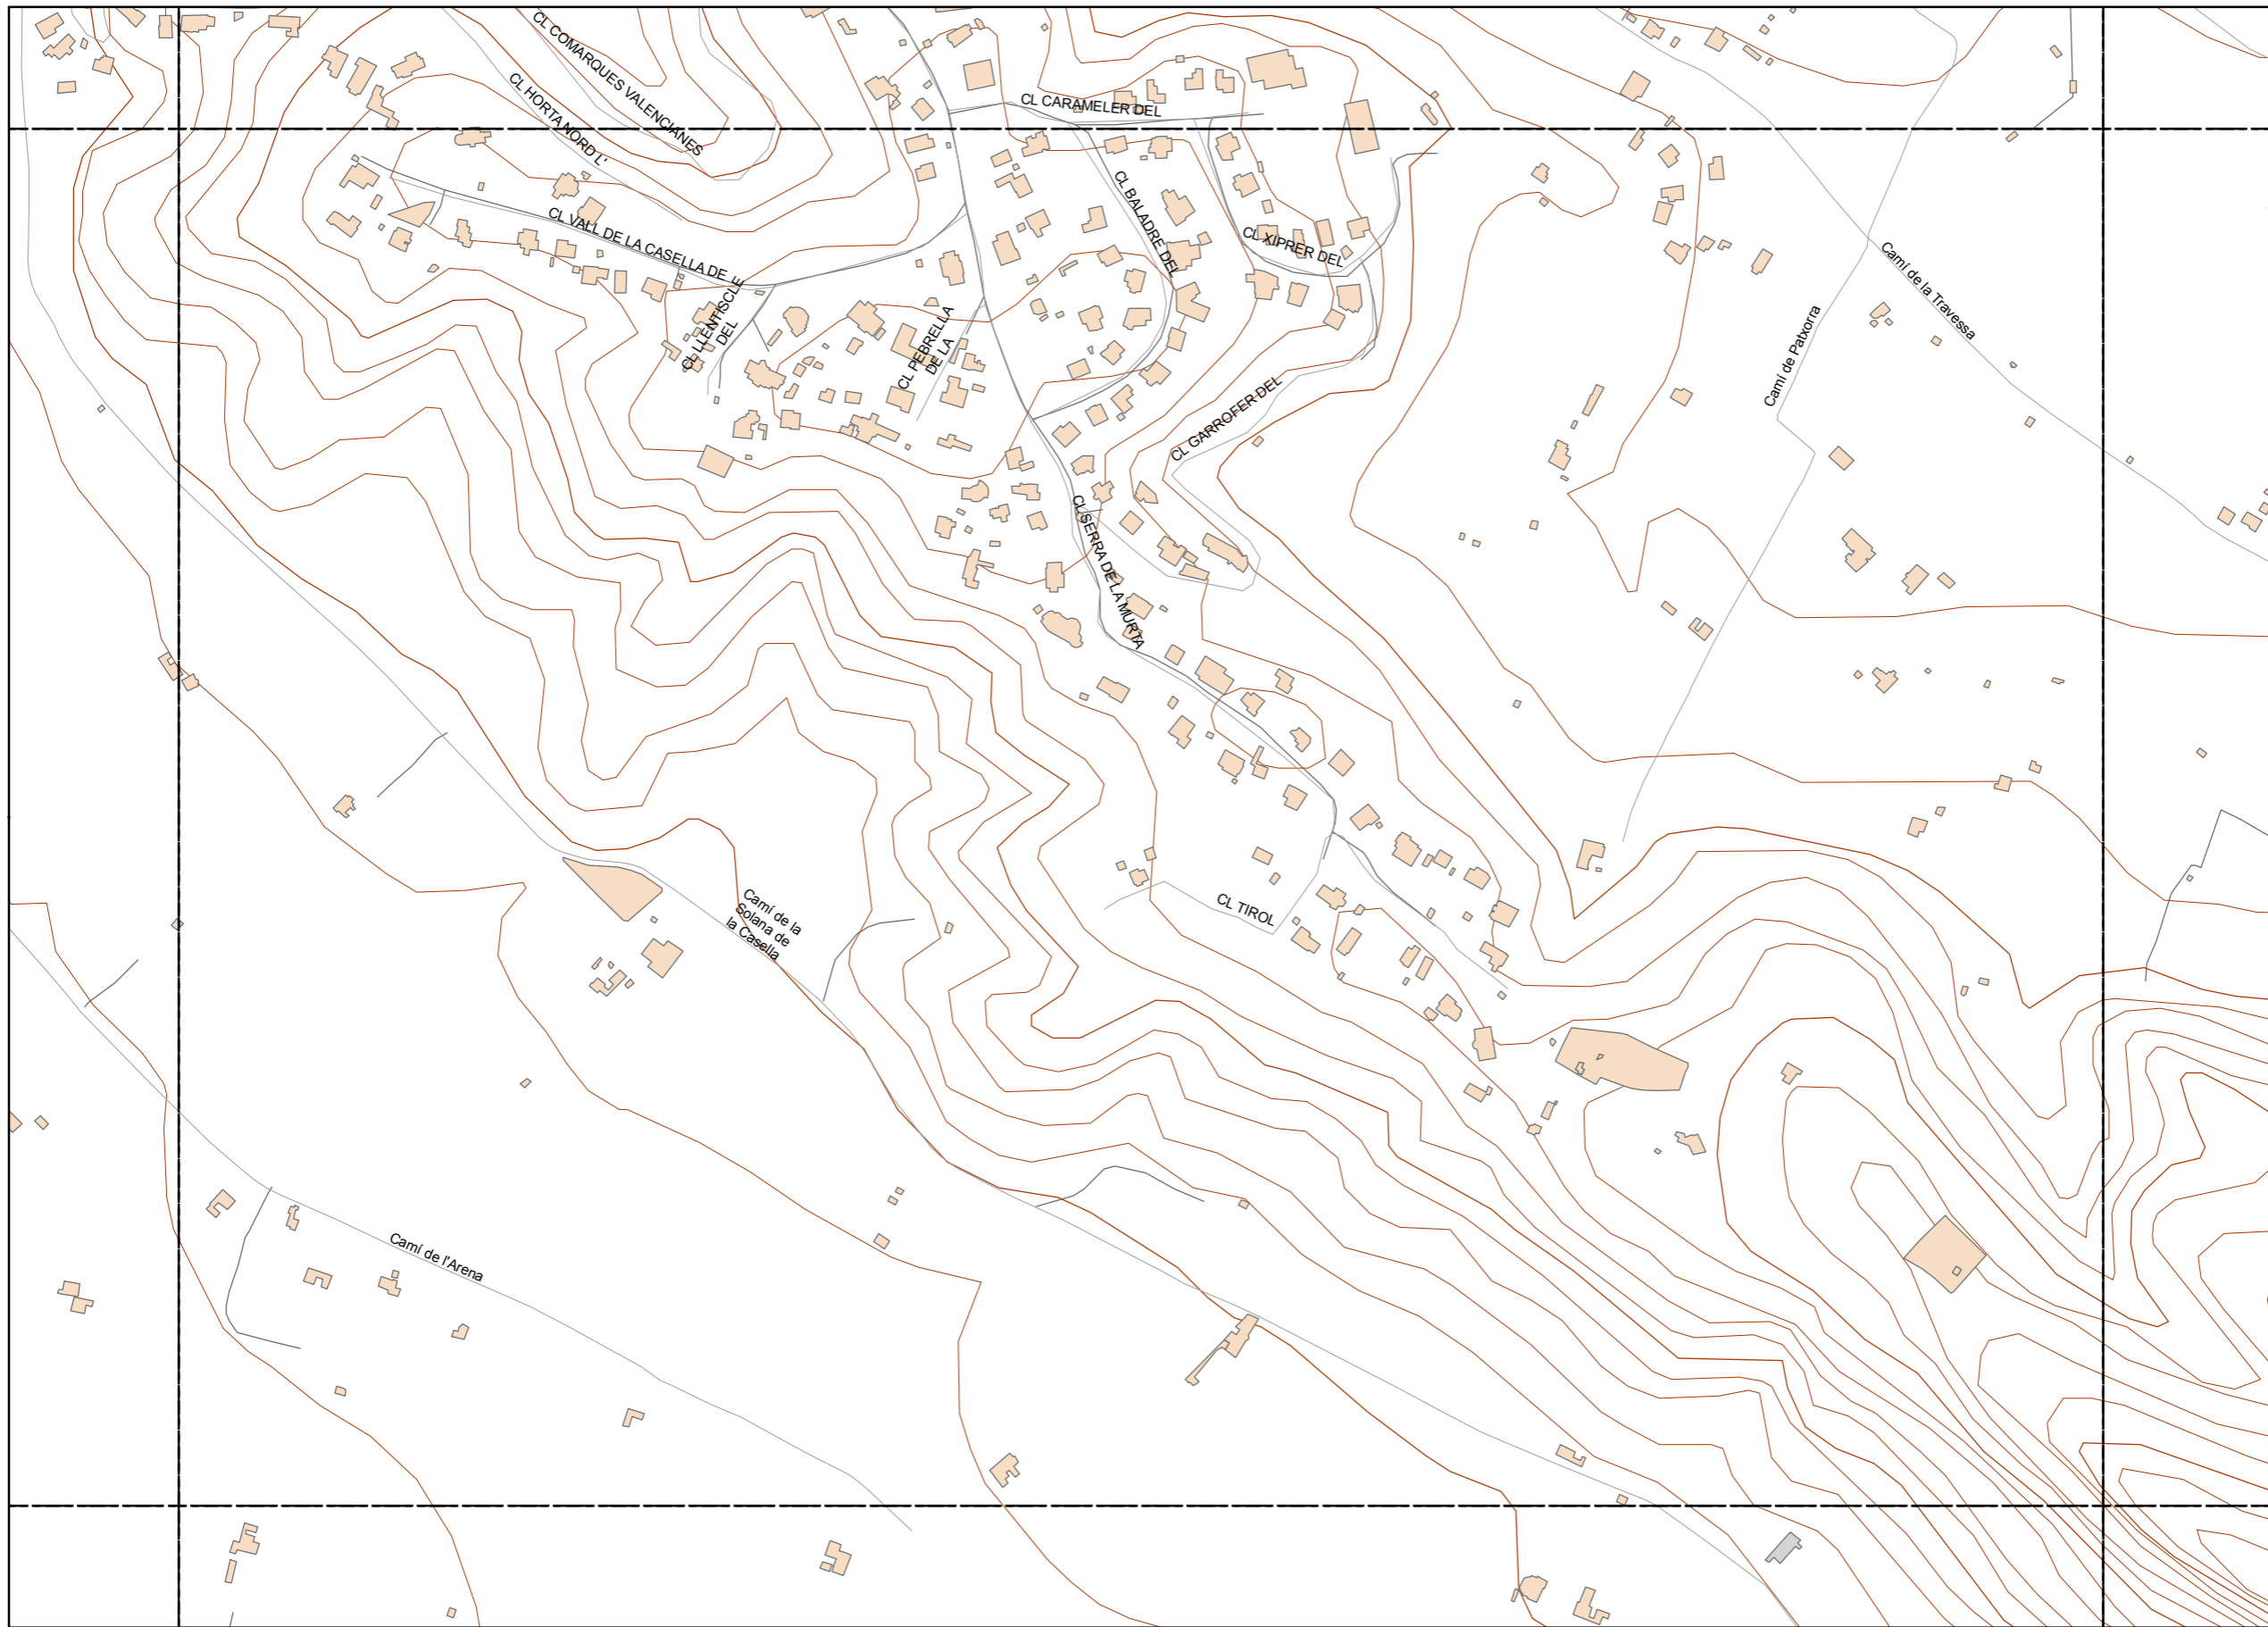 CL COMARQUES VALENCIANES
CL HORTA NORD L'
CL CARAMELER DEL
CL VALL DE LA CASELLA DE LE
CL BALADRE DEL
CL XIPRER DEL
Camí de la Travessa
CL LLENTISCLE
DEL
CL PEBRELLA
DE LA
Camí de Patxorra
CL GARROFER DEL
CL SERRA DE LA MURTA
Camí de la
Solana de
la Casella
CL TIROL
Camí de l'Arena